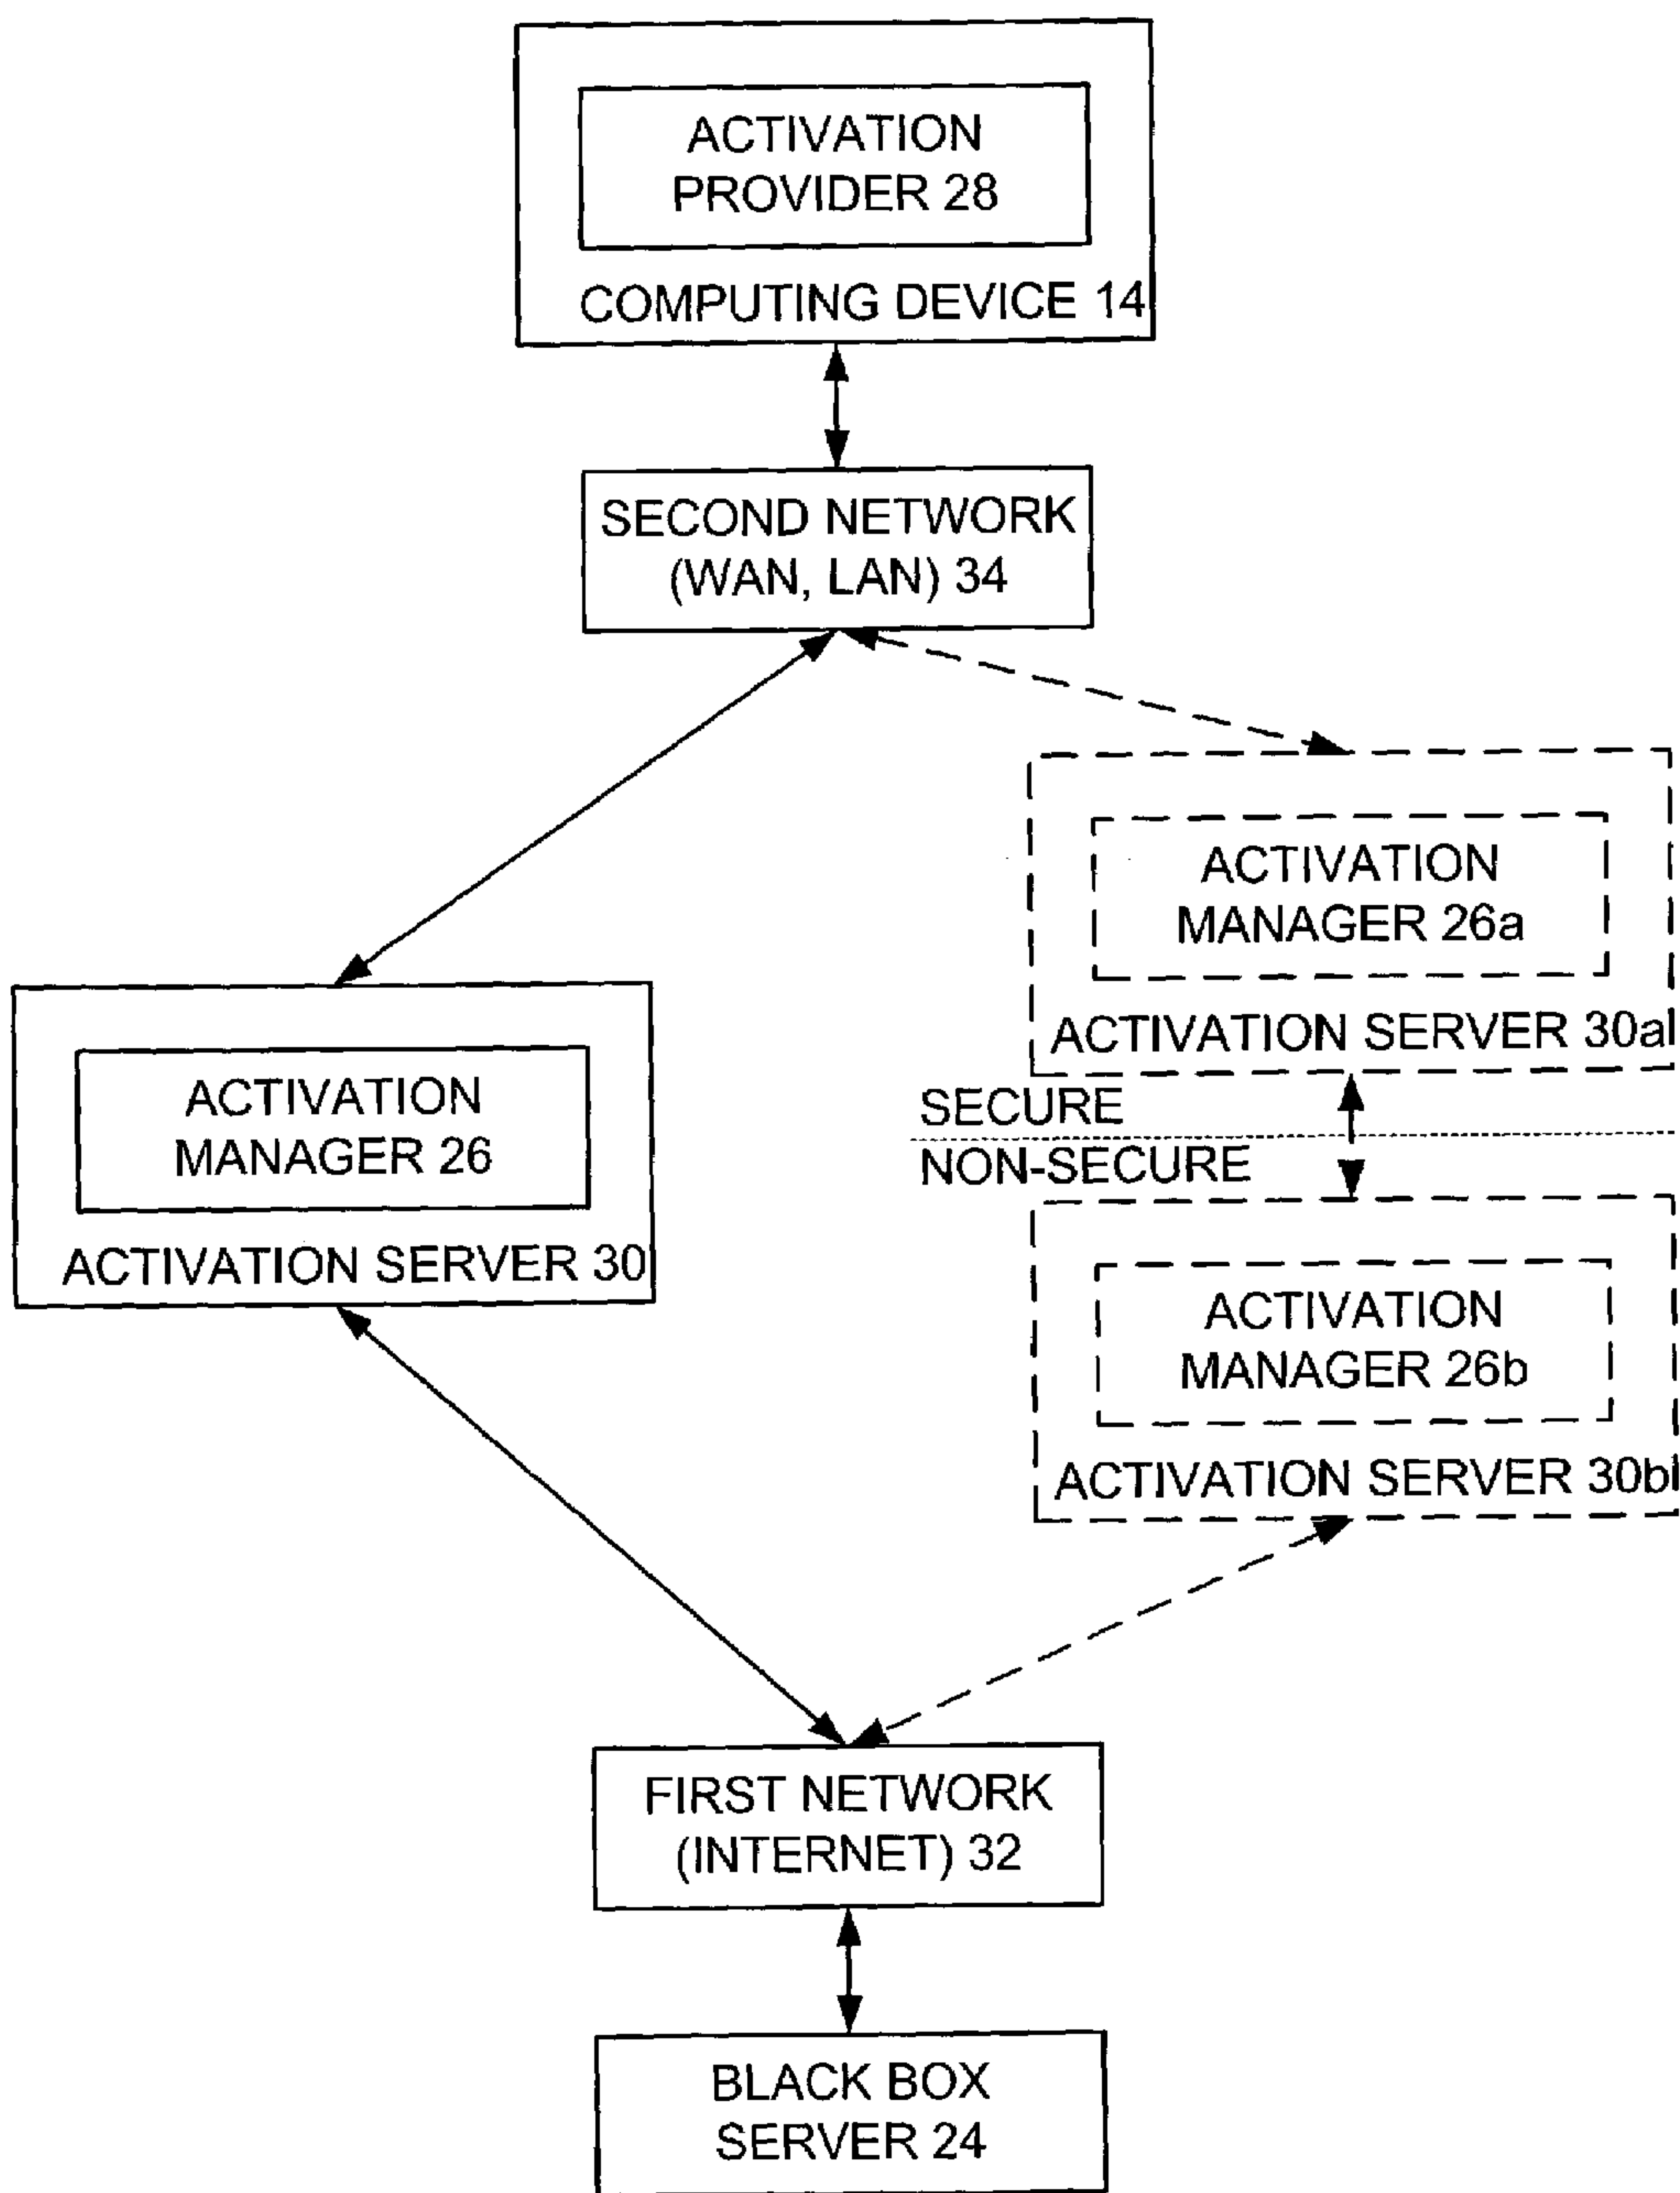 ACTIVATION
PROVIDER 28
COMPUTING DEVICE 14
SECOND NETWORK
(WAN, LAN) 34
ACTIVATION
MANAGER 26a
ACTIVATION SERVER 30a
SECURE
NON-SECURE
ACTIVATION
MANAGER 26
ACTIVATION SERVER 30
ACTIVATION
MANAGER 26b
ACTIVATION SERVER 30b
FIRST NETWORK
(INTERNET) 32
BLACK BOX
SERVER 24